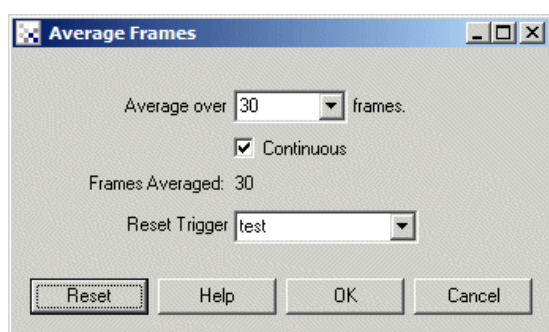 Average Frames
Average over 30 frames.
Continuous
Frames Averaged: 30
Reset Trigger test
Reset Help OK Cancel